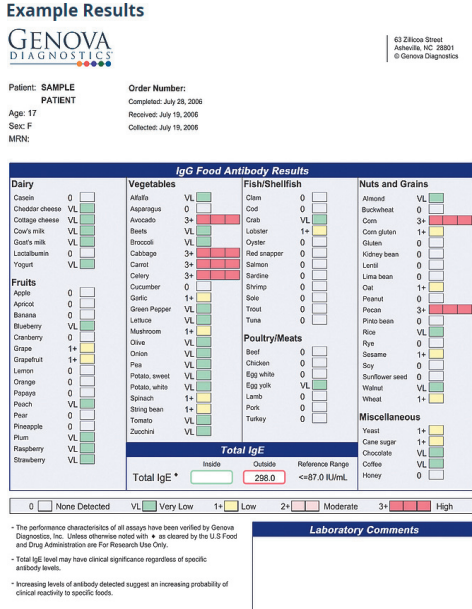 Example Results
GENOVA
DIAGNOSTICS
63 Zillicoa Street
Asheville, NC 28801
© Genova Diagnostics
Patient: SAMPLE
PATIENT
Age: 17
Sex: F
MRN:
Order Number:
Completed: July 28, 2006
Received: July 19, 2006
Collected: July 19, 2006
IgG Food Antibody Results
Dairy
Casein 0
Cheddar cheese VL
Cottage cheese VL
Cow's milk VL
Goat's milk VL
Lactalbumin 0
Yogurt VL
Fruits
Apple 0
Apricot 0
Banana 0
Blueberry VL
Cranberry 0
Grape 1+
Grapefruit 1+
Lemon 0
Orange 0
Papaya 0
Peach VL
Pear 0
Pineapple 0
Plum VL
Raspberry VL
Strawberry VL
Vegetables
Alfalfa VL
Asparagus 0
Avocado 3+
Beets VL
Broccoli VL
Cabbage 3+
Carrot 3+
Celery 3+
Cucumber 0
Garlic 1+
Green Pepper VL
Lettuce VL
Mushroom 1+
Olive VL
Onion VL
Pea VL
Potato, sweet VL
Potato, white VL
Spinach 1+
String bean 1+
Tomato VL
Zucchini VL
Fish/Shellfish
Clam 0
Cod 0
Crab VL
Lobster 1+
Oyster 0
Red snapper 0
Salmon 0
Sardine 0
Shrimp 0
Sole 0
Trout 0
Tuna 0
Poultry/Meats
Beef 0
Chicken 0
Egg white 0
Egg yolk VL
Lamb 0
Pork 0
Turkey 0
Nuts and Grains
Almond VL
Buckwheat 0
Corn 3+
Corn gluten 1+
Gluten 0
Kidney bean 0
Lentil 0
Lima bean 0
Oat 1+
Peanut 0
Pecan 3+
Pinto bean 0
Rice VL
Rye 0
Sesame 1+
Soy 0
Sunflower seed 0
Walnut VL
Wheat 1+
Miscellaneous
Yeast 1+
Cane sugar 1+
Chocolate VL
Coffee VL
Honey 0
Total IgE
Inside Outside Reference Range
Total IgE ♦ 298.0 <=87.0 IU/mL
0 None Detected VL Very Low 1+ Low 2+ Moderate 3+ High
- The performance characterisitcs of all assays have been verified by Genova
Diagnostics, Inc. Unless otherwise noted with ♦ as cleared by the U.S Food
and Drug Administration are For Research Use Only.
- Total IgE level may have clinical significance regardless of specific
antibody levels.
- Increasing levels of antibody detected suggest an increasing probability of
clinical reactivity to specific foods.
Laboratory Comments